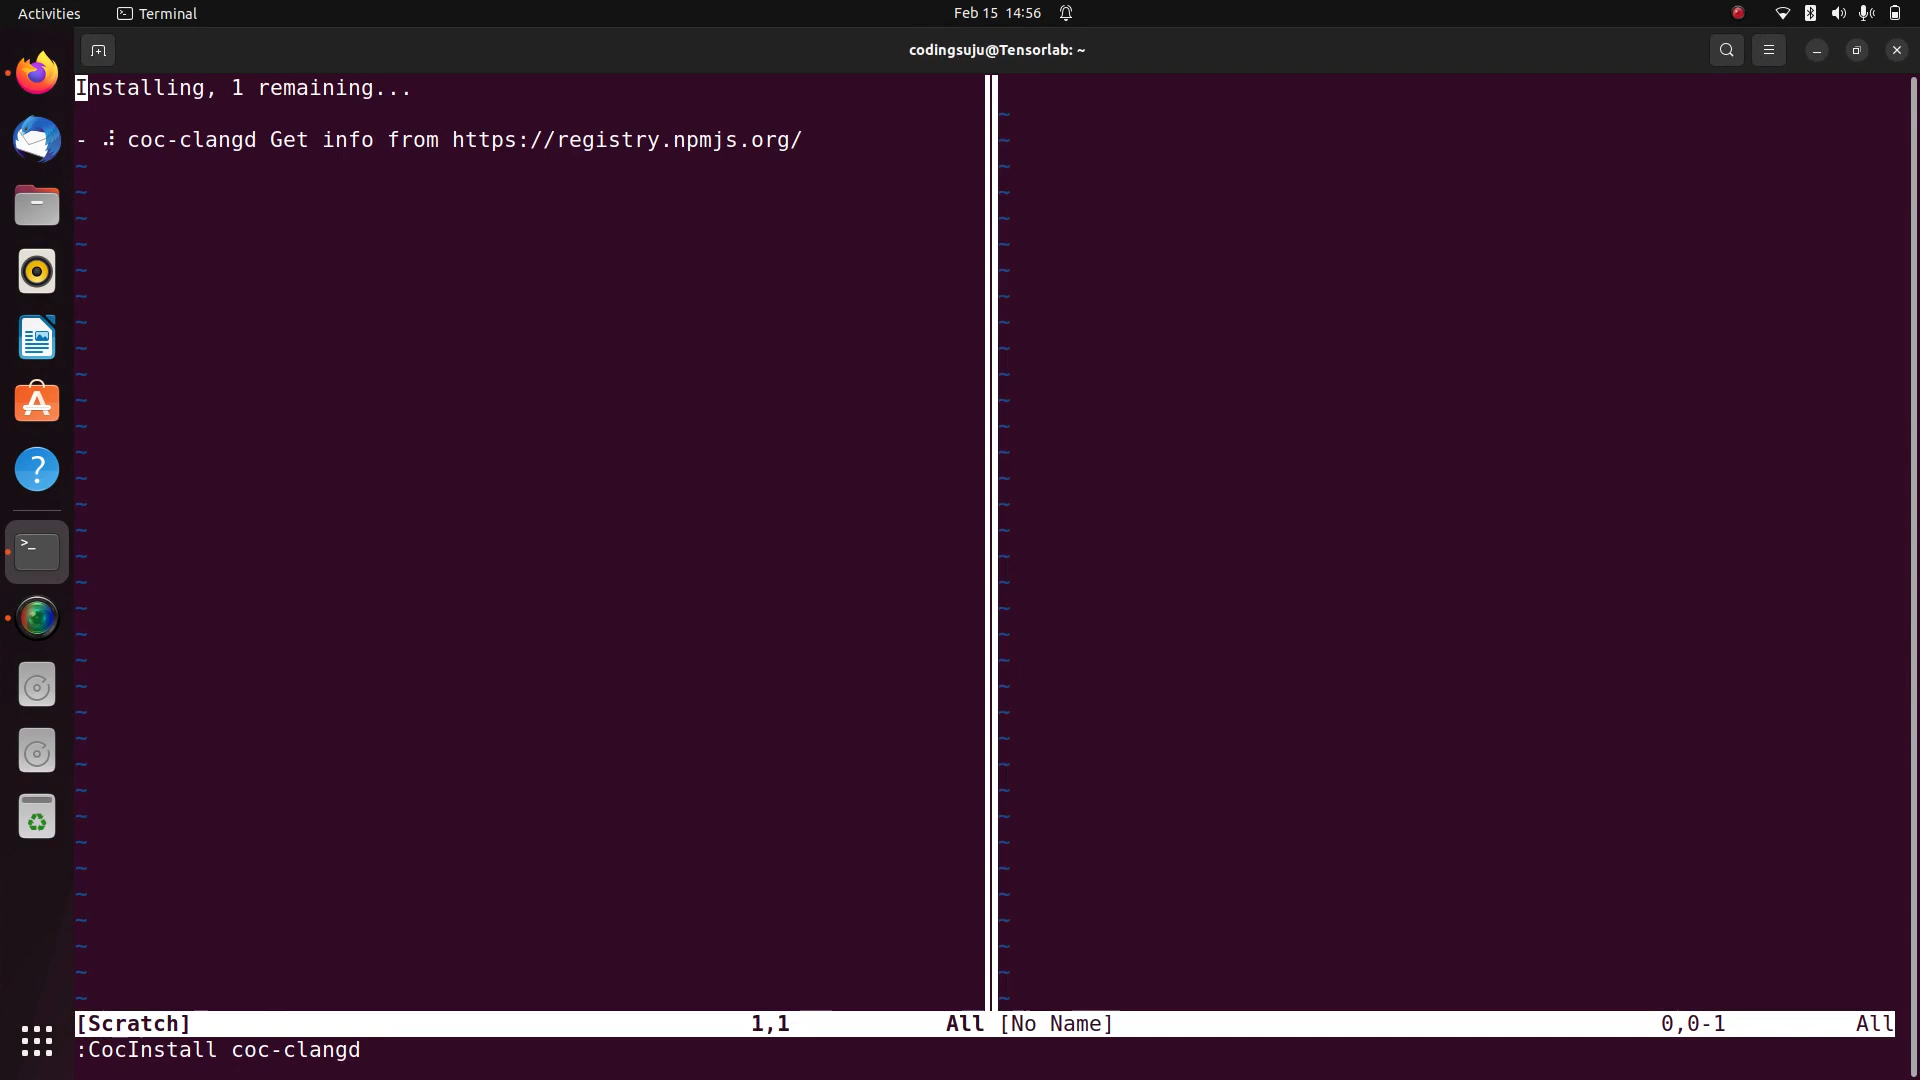 Activities Terminal Feb 15 14:56
codingsuju@Tensorlab: ~
Installing, 1 remaining...
- ⠼ coc-clangd Get info from https://registry.npmjs.org/
[Scratch] 1,1 All [No Name] 0,0-1 All
:CocInstall coc-clangd